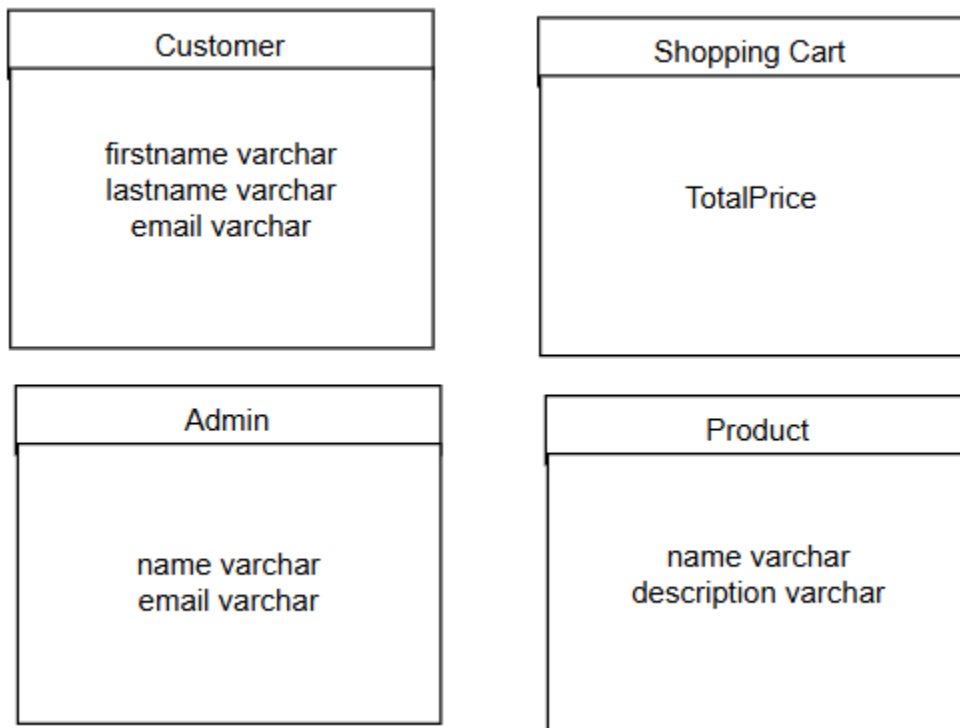 Customer
firstname varchar
lastname varchar
email varchar
Shopping Cart
TotalPrice
Admin
name varchar
email varchar
Product
name varchar
description varchar